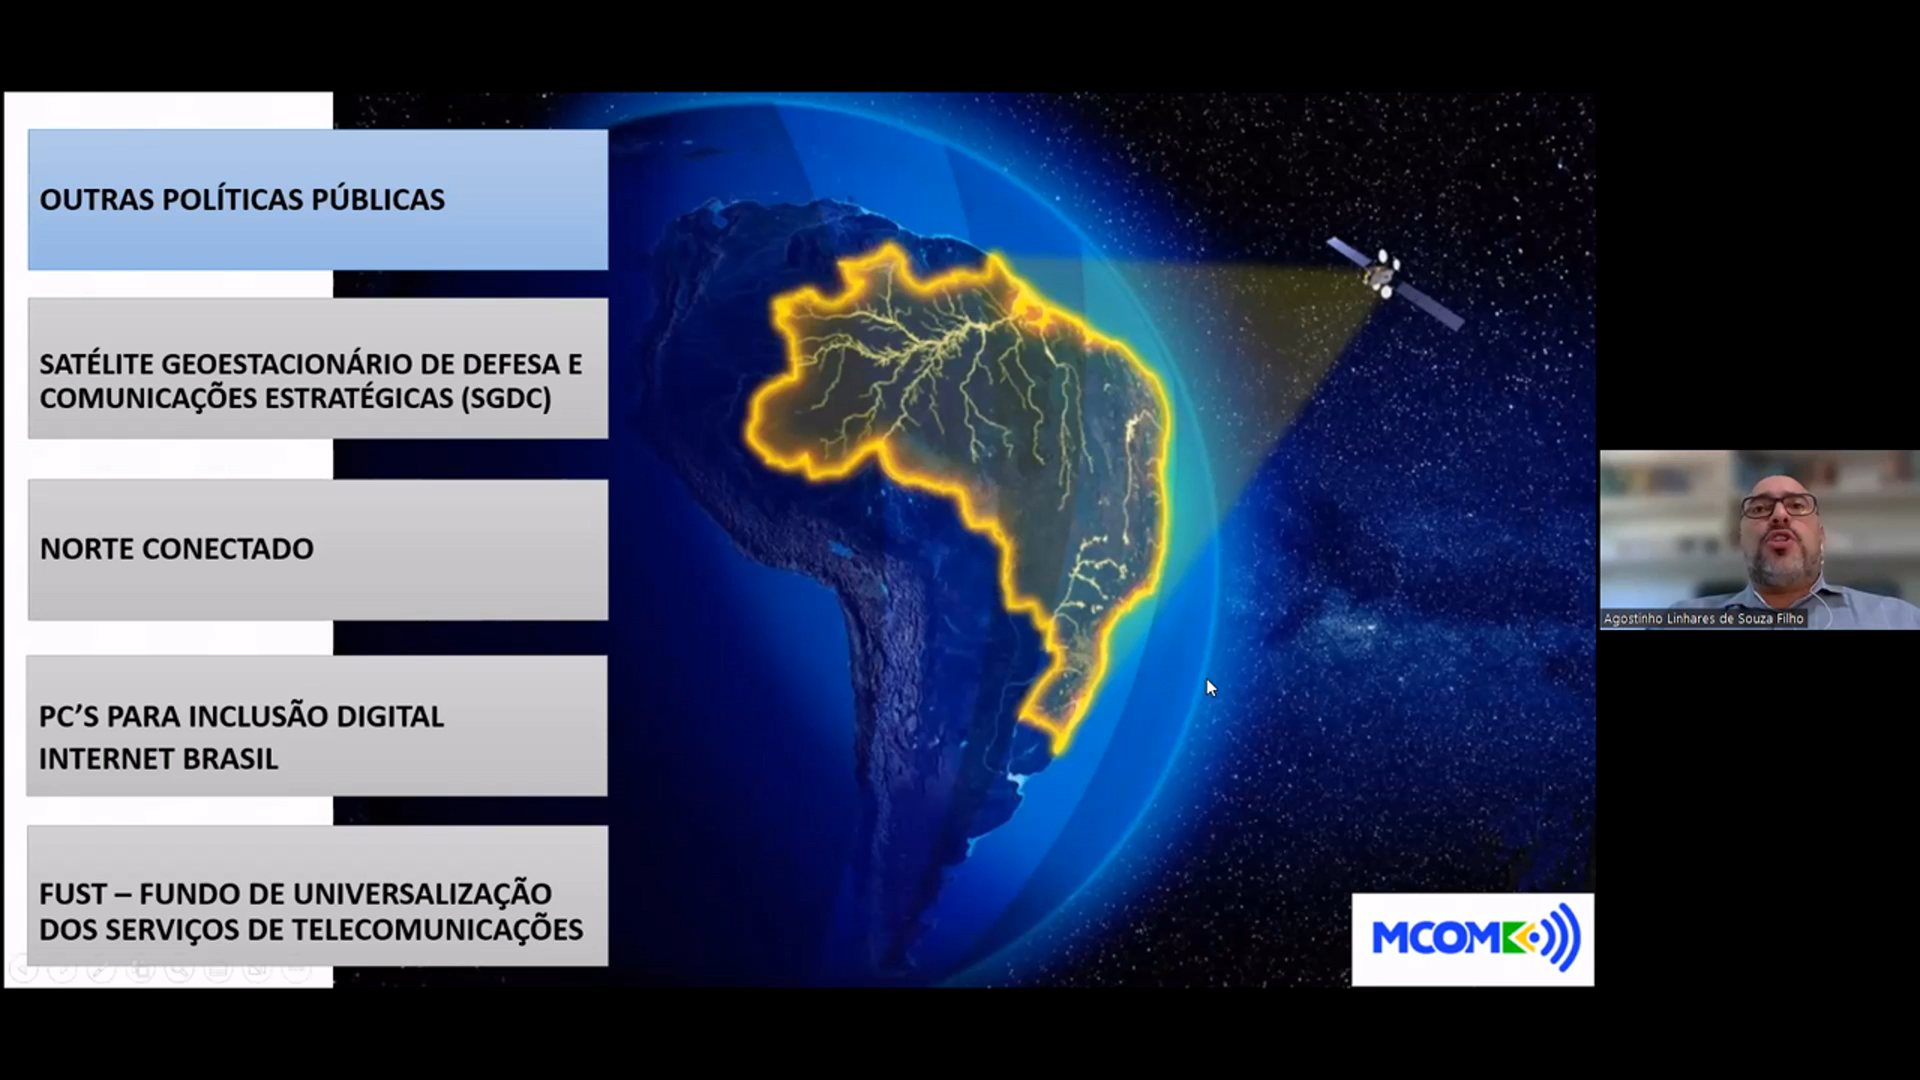 OUTRAS POLÍTICAS PÚBLICAS
SATÉLITE GEOESTACIONÁRIO DE DEFESA E
COMUNICAÇÕES ESTRATÉGICAS (SGDC)
NORTE CONECTADO
PC’S PARA INCLUSÃO DIGITAL
INTERNET BRASIL
FUST – FUNDO DE UNIVERSALIZAÇÃO
DOS SERVIÇOS DE TELECOMUNICAÇÕES
MCOM
Agostinho Linhares de Souza Filho